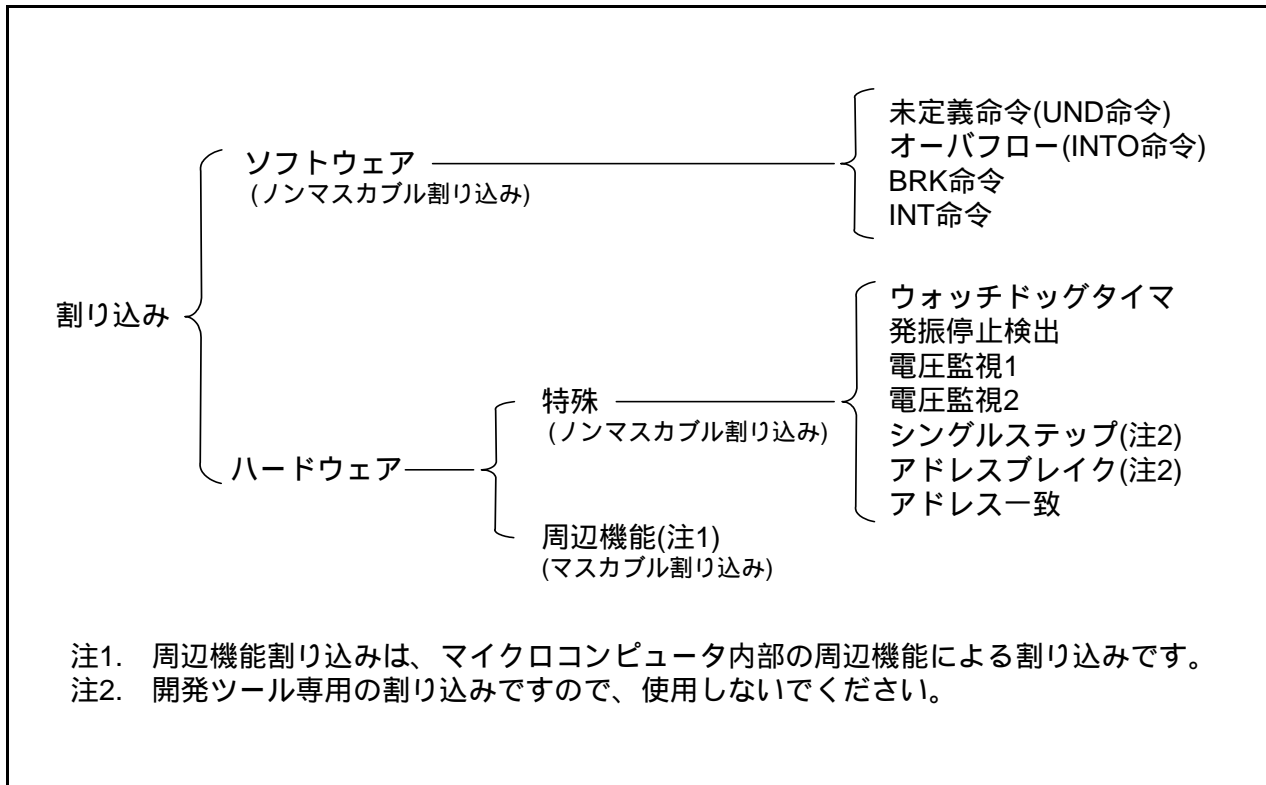 未定義命令(UND命令)
オーバフロー(INTO命令)
BRK命令
INT命令
ソフトウェア
(ノンマスカブル割り込み)
割り込み
ウォッチドッグタイマ
発振停止検出
電圧監視1
電圧監視2
シングルステップ(注2)
アドレスブレイク(注2)
アドレス一致
特殊
(ノンマスカブル割り込み)
ハードウェア
周辺機能(注1)
(マスカブル割り込み)
注1. 周辺機能割り込みは、マイクロコンピュータ内部の周辺機能による割り込みです。
注2. 開発ツール専用の割り込みですので、使用しないでください。